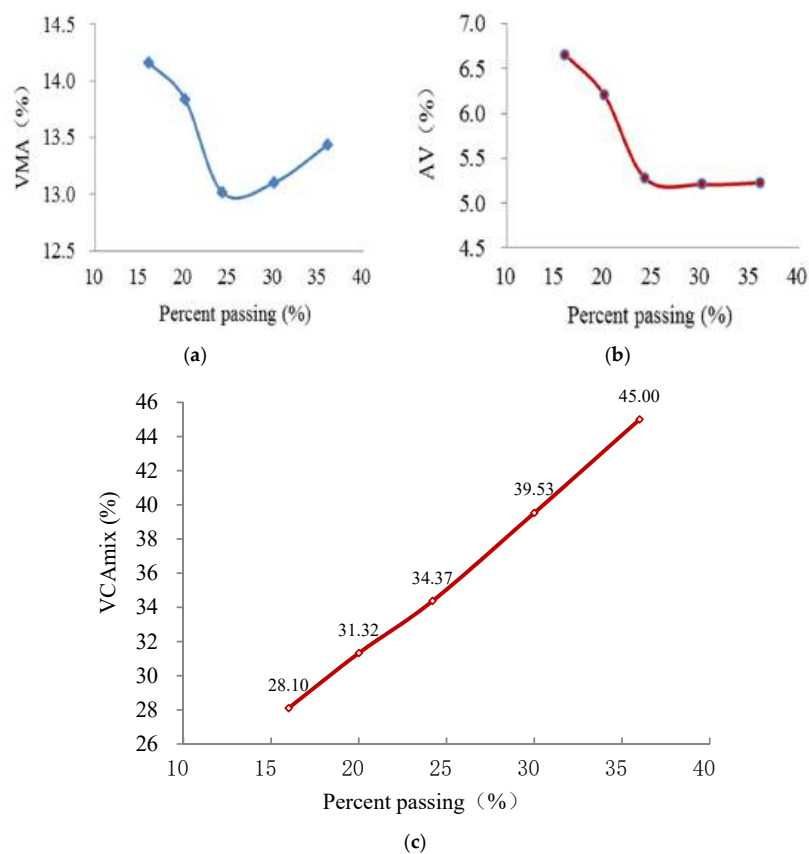 14.5
14.0
13.5
13.0
12.5
VMA（%）
10 15 20 25 30 35 40
Percent passing (%)
(a)
7.0
6.5
6.0
5.5
5.0
4.5
AV（%）
10 15 20 25 30 35 40
Percent passing (%)
(b)
46
44
42
40
38
36
34
32
30
28
26
VCAmix (%)
45.00
39.53
34.37
31.32
28.10
10 15 20 25 30 35 40
Percent passing（%）
(c)